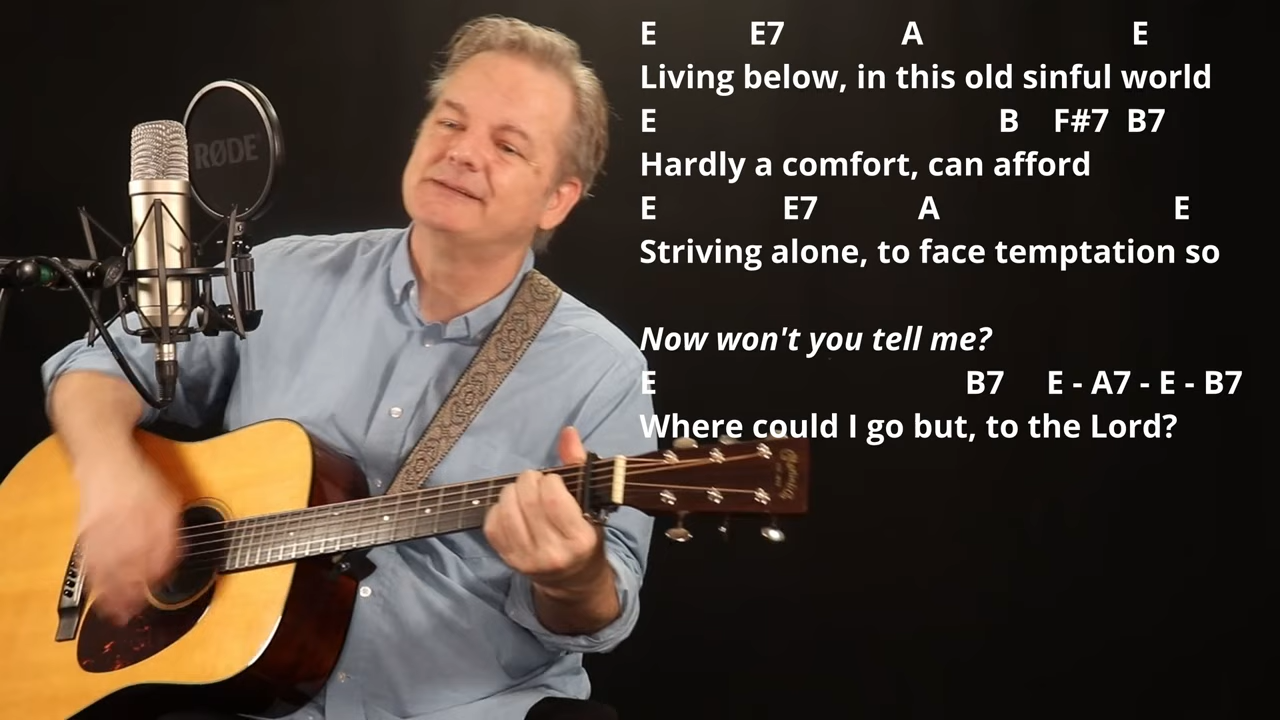 E E7 A E
Living below, in this old sinful world
E B F#7 B7
Hardly a comfort, can afford
E E7 A E
Striving alone, to face temptation so
Now won't you tell me?
E B7 E - A7 - E - B7
Where could I go but, to the Lord?
RØDE